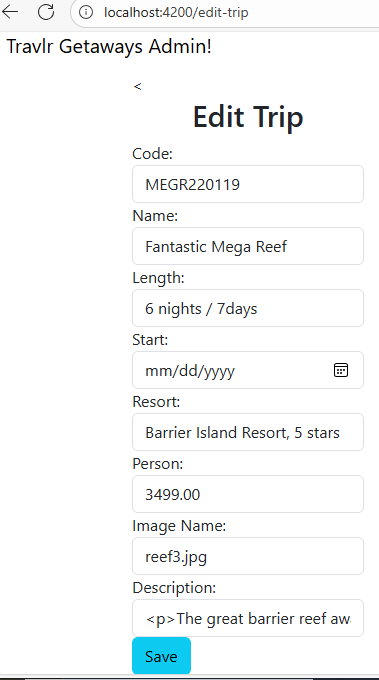 localhost:4200/edit-trip
Travlr Getaways Admin!
<
Edit Trip
Code:
MEGR220119
Name:
Fantastic Mega Reef
Length:
6 nights / 7days
Start:
mm/dd/yyyy
Resort:
Barrier Island Resort, 5 stars
Person:
3499.00
Image Name:
reef3.jpg
Description:
<p>The great barrier reef aw
Save